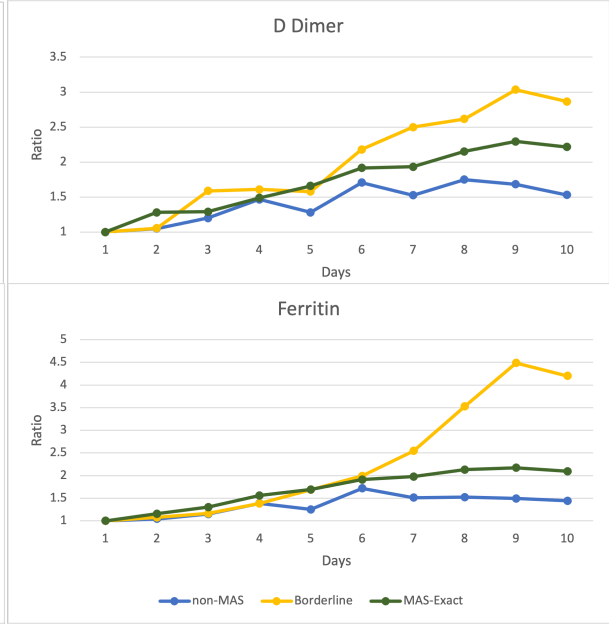 D Dimer
3.5
3
2.5
2
1.5
1
Ratio
1 2 3 4 5 6 7 8 9 10
Days
Ferritin
5
4.5
4
3.5
3
2.5
2
1.5
1
Ratio
1 2 3 4 5 6 7 8 9 10
Days
non-MAS Borderline MAS-Exact